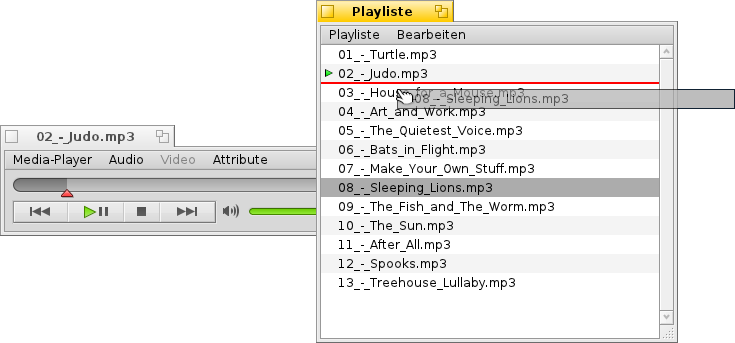 Playliste
Playliste Bearbeiten
01_-_Turtle.mp3
02_-_Judo.mp3
03_-_House_for_a_Mouse.mp3
08_-_Sleeping_Lions.mp3
04_-_Art_and_Work.mp3
05_-_The_Quietest_Voice.mp3
06_-_Bats_in_Flight.mp3
07_-_Make_Your_Own_Stuff.mp3
08_-_Sleeping_Lions.mp3
09_-_The_Fish_and_The_Worm.mp3
10_-_The_Sun.mp3
11_-_After_All.mp3
12_-_Spooks.mp3
13_-_Treehouse_Lullaby.mp3
02_-_Judo.mp3
Media-Player Audio Video Attribute